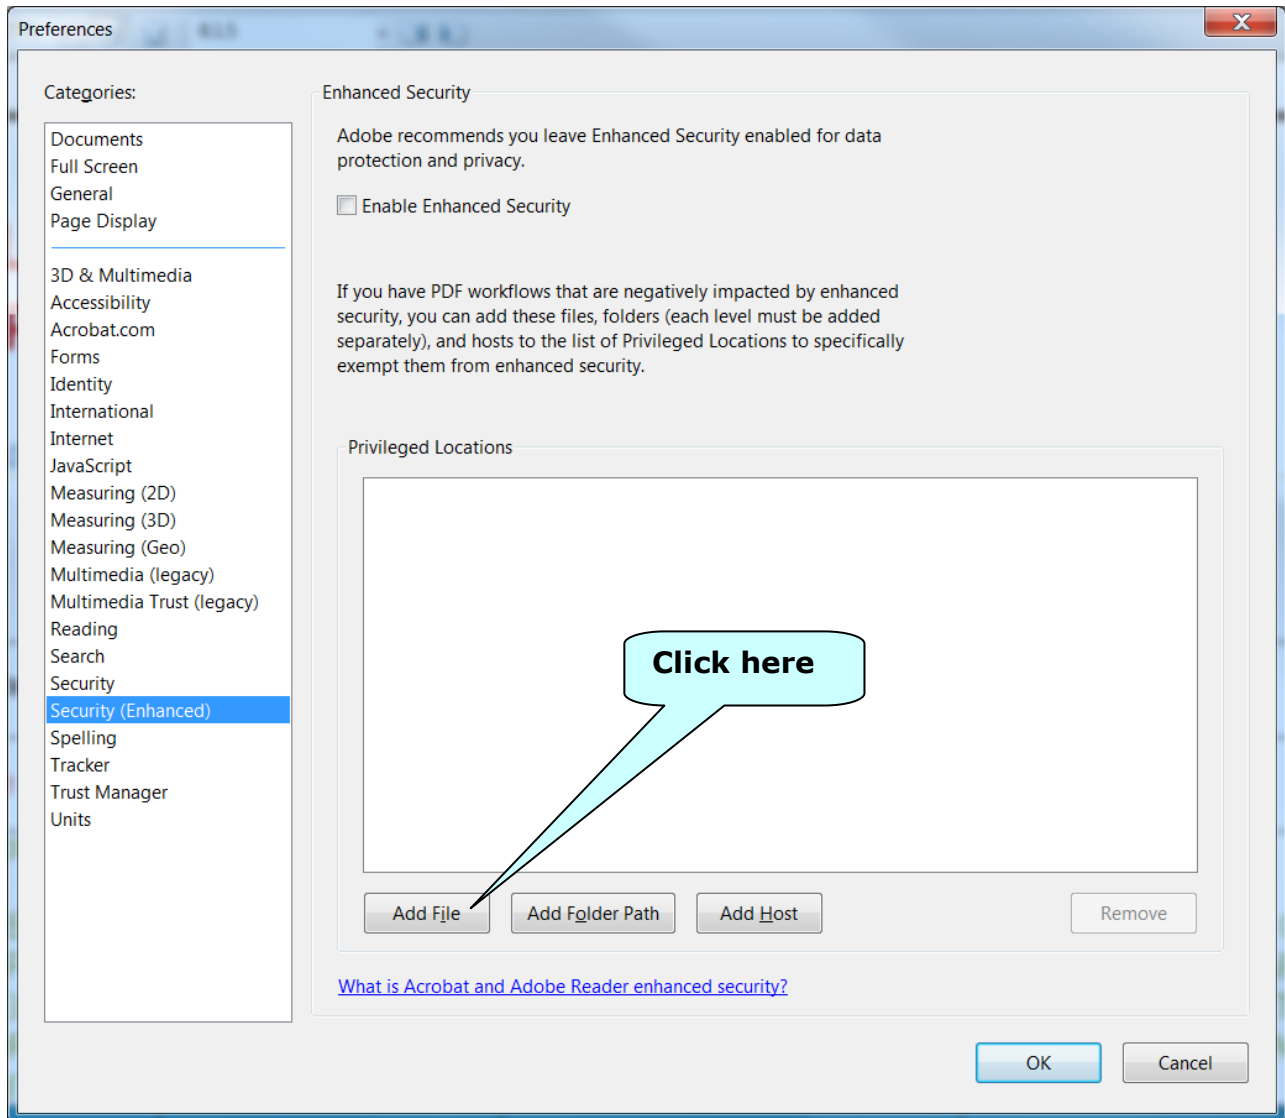 Preferences
Categories:
Documents
Full Screen
General
Page Display
3D & Multimedia
Accessibility
Acrobat.com
Forms
Identity
International
Internet
JavaScript
Measuring (2D)
Measuring (3D)
Measuring (Geo)
Multimedia (legacy)
Multimedia Trust (legacy)
Reading
Search
Security
Security (Enhanced)
Spelling
Tracker
Trust Manager
Units
Enhanced Security
Adobe recommends you leave Enhanced Security enabled for data
protection and privacy.
Enable Enhanced Security
If you have PDF workflows that are negatively impacted by enhanced
security, you can add these files, folders (each level must be added
separately), and hosts to the list of Privileged Locations to specifically
exempt them from enhanced security.
Privileged Locations
Click here
Add File
Add Folder Path
Add Host
Remove
What is Acrobat and Adobe Reader enhanced security?
OK
Cancel